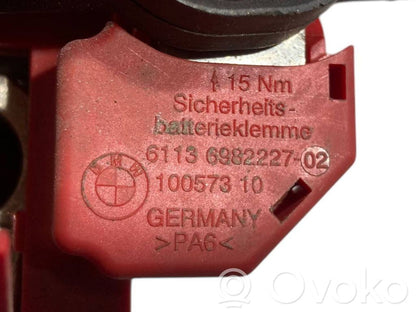 ↑ 15 Nm
Sicherheits-
batterieklemme
6113 6982227-02
BMW
100573 10
GERMANY
>PA6<
Ovoko